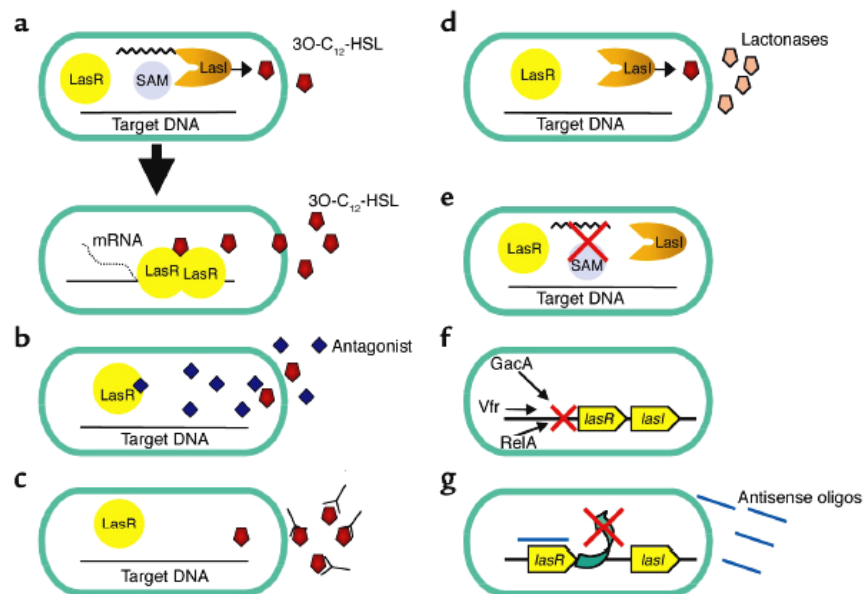 a
3O-C₁₂-HSL
LasR
SAM
LasI
Target DNA
3O-C₁₂-HSL
mRNA
LasR
LasR
b
Antagonist
LasR
Target DNA
c
LasR
Target DNA
d
Lactonases
LasR
LasI
Target DNA
e
LasR
SAM
LasI
Target DNA
f
GacA
Vfr
RelA
lasR
lasI
g
Antisense oligos
lasR
lasI